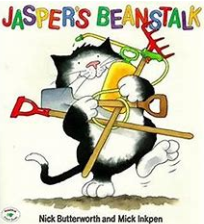 JASPER'S BEANSTALK
Nick Butterworth and Mick Inkpen